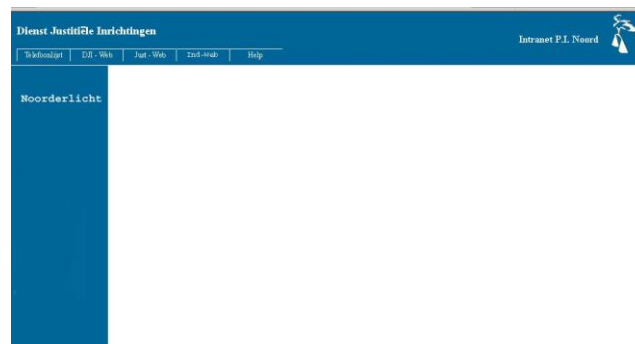 Dienst Justitiële Inrichtingen
Intranet P.I. Noord
Telefoonlijst DJI - Web Just - Web Ind-Web Help
Noorderlicht